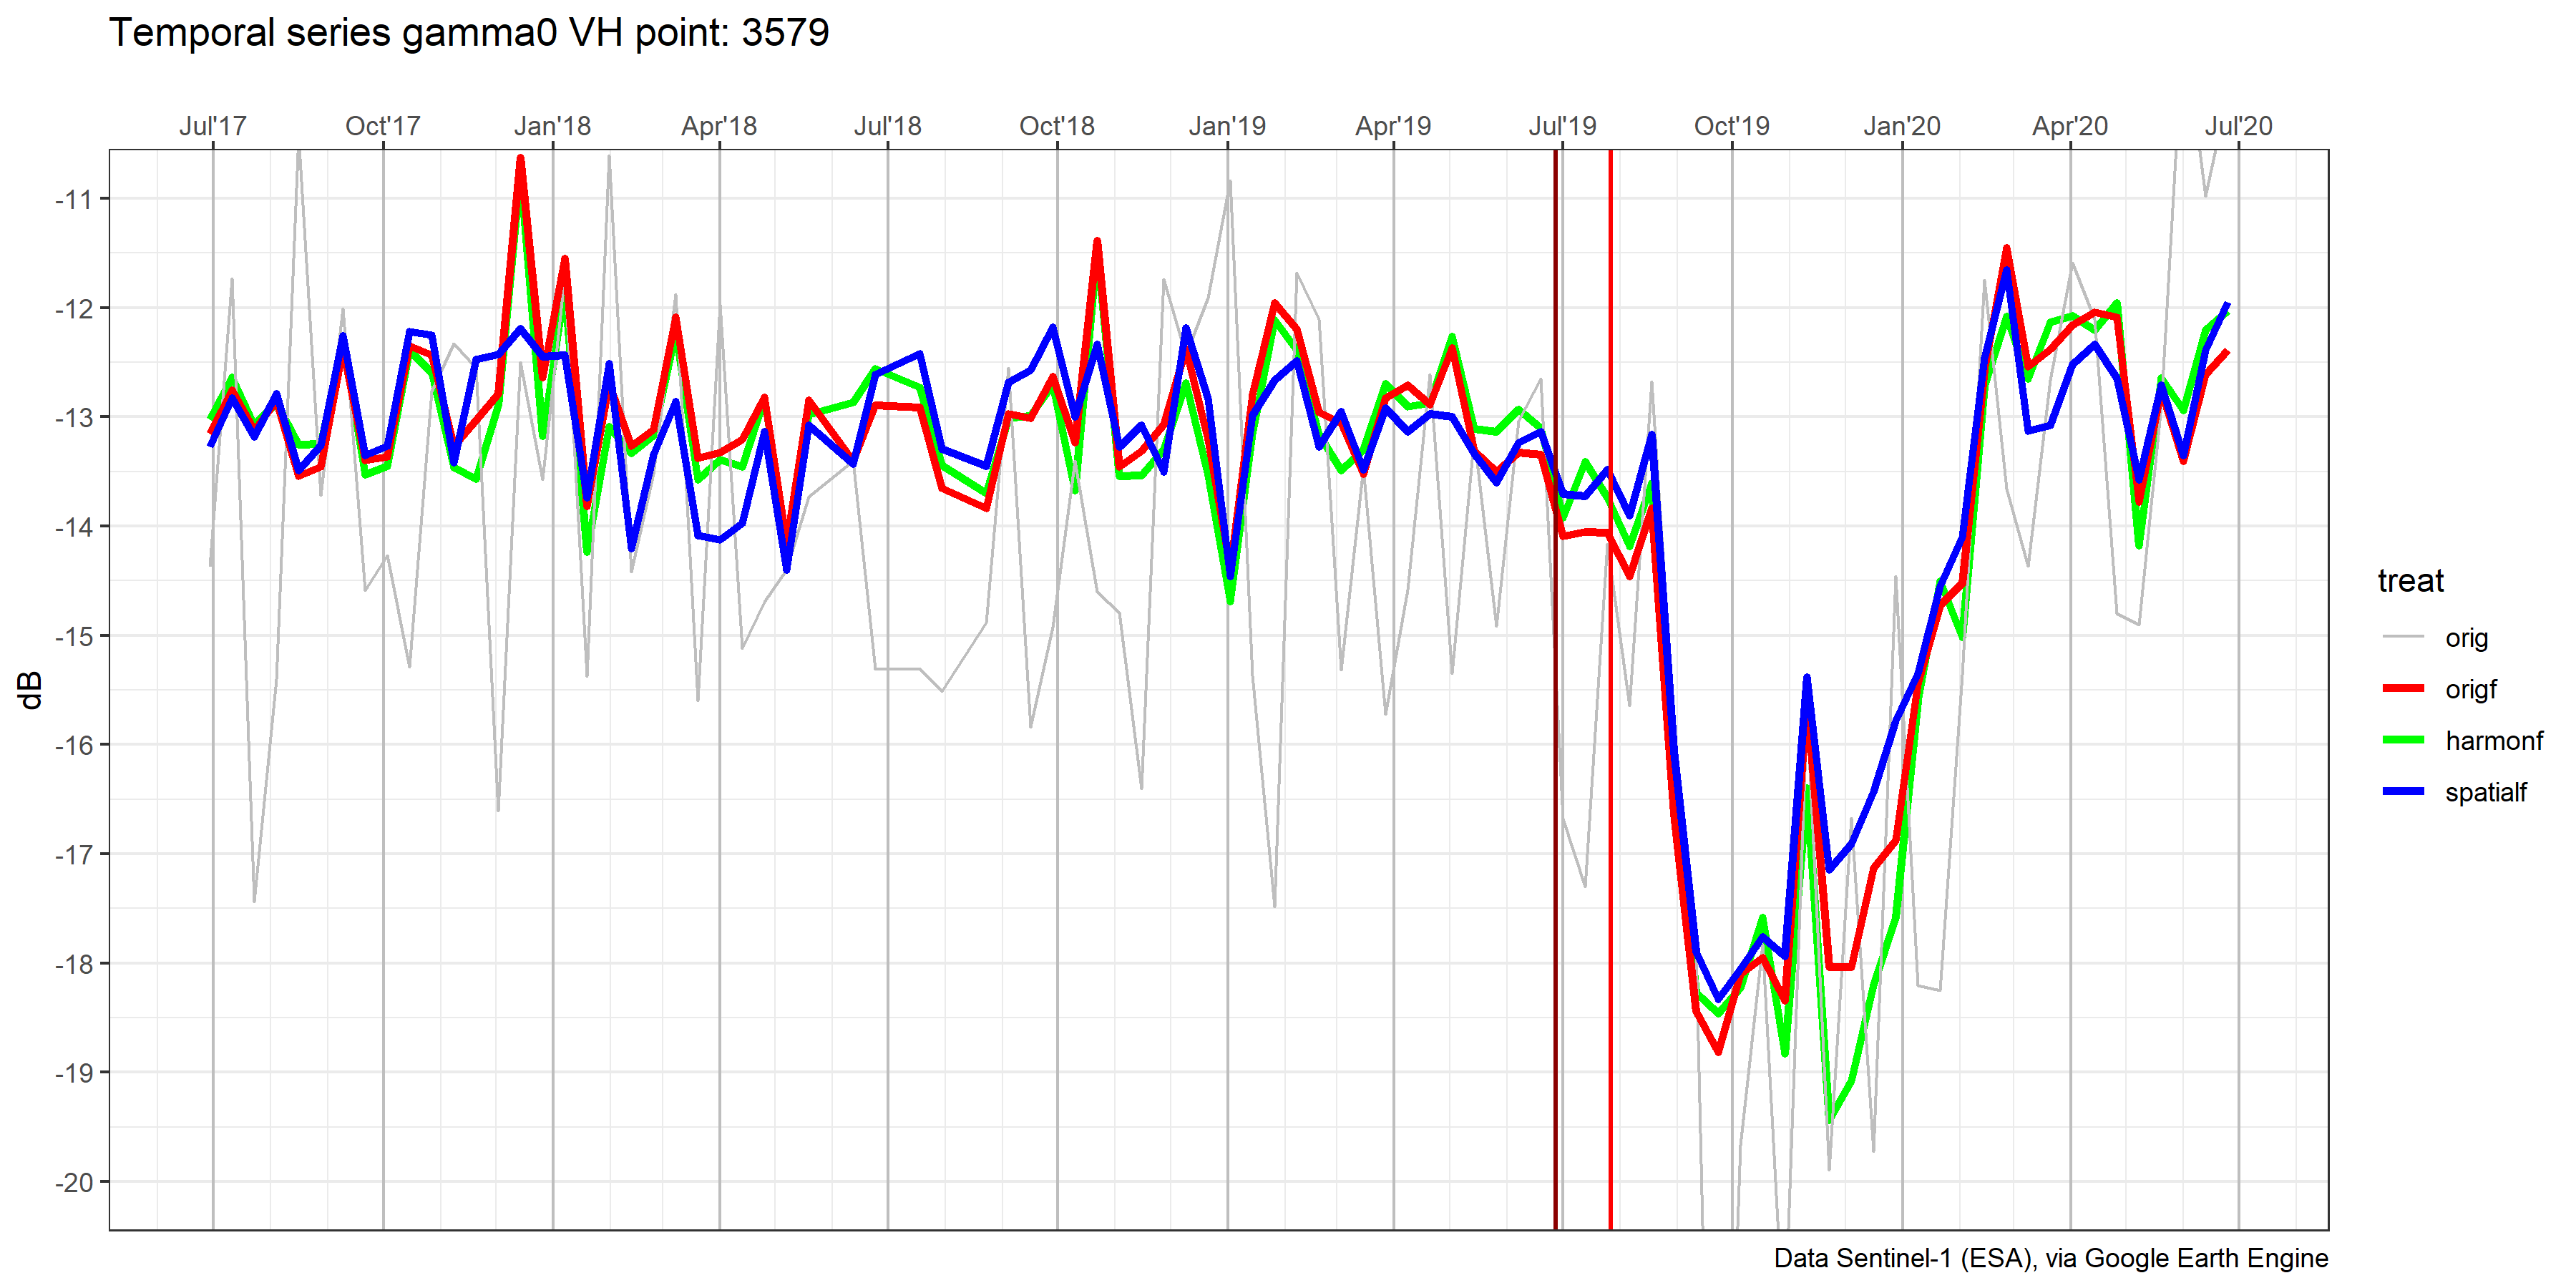 Temporal series gamma0 VH point: 3579
Jul'17 Oct'17 Jan'18 Apr'18 Jul'18 Oct'18 Jan'19 Apr'19 Jul'19 Oct'19 Jan'20 Apr'20 Jul'20
-11
-12
-13
-14
-15
-16
-17
-18
-19
-20
dB
treat
orig
origf
harmonf
spatialf
Data Sentinel-1 (ESA), via Google Earth Engine